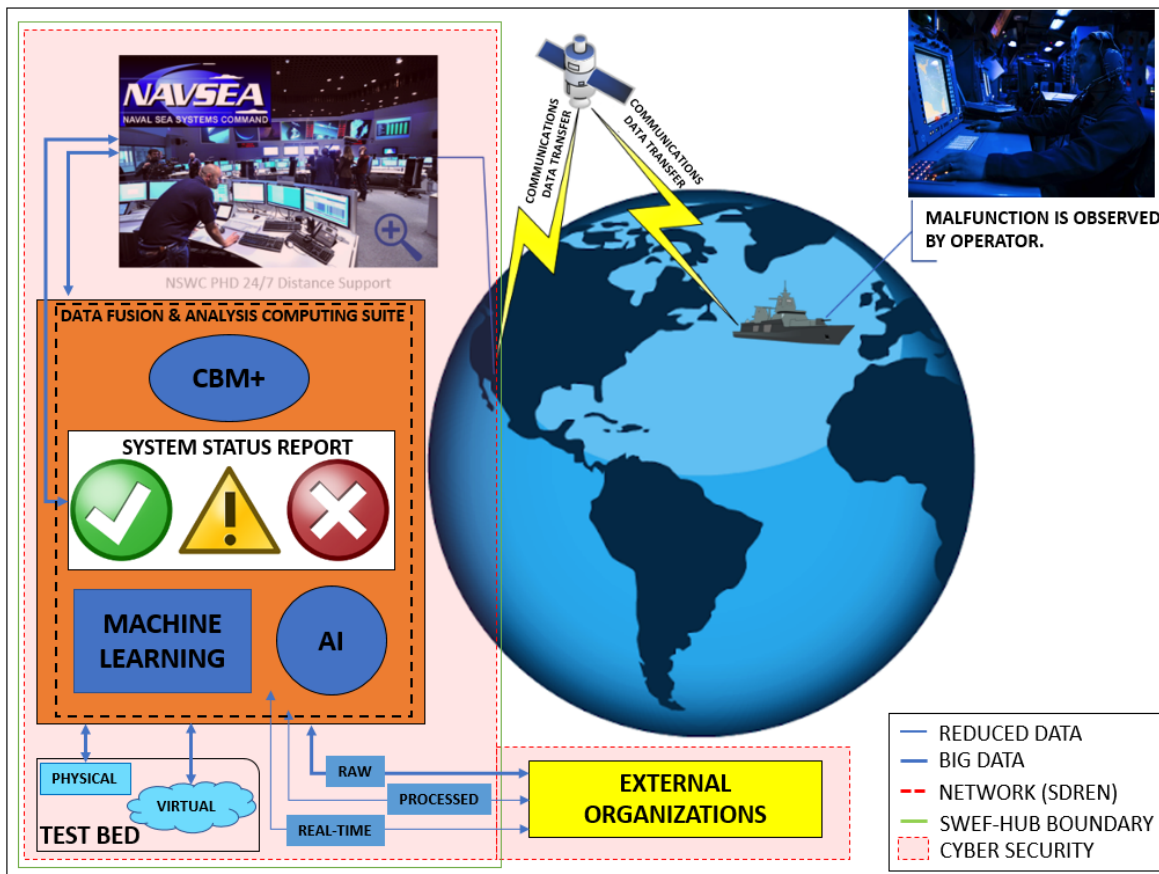 NAVSEA
NAVAL SEA SYSTEMS COMMAND
NSWC PHD 24/7 Distance Support
COMMUNICATIONS
DATA TRANSFER
COMMUNICATIONS
DATA TRANSFER
MALFUNCTION IS OBSERVED
BY OPERATOR.
DATA FUSION & ANALYSIS COMPUTING SUITE
CBM+
SYSTEM STATUS REPORT
MACHINE
LEARNING
AI
PHYSICAL
VIRTUAL
TEST BED
RAW
PROCESSED
REAL-TIME
EXTERNAL
ORGANIZATIONS
REDUCED DATA
BIG DATA
NETWORK (SDREN)
SWEF-HUB BOUNDARY
CYBER SECURITY